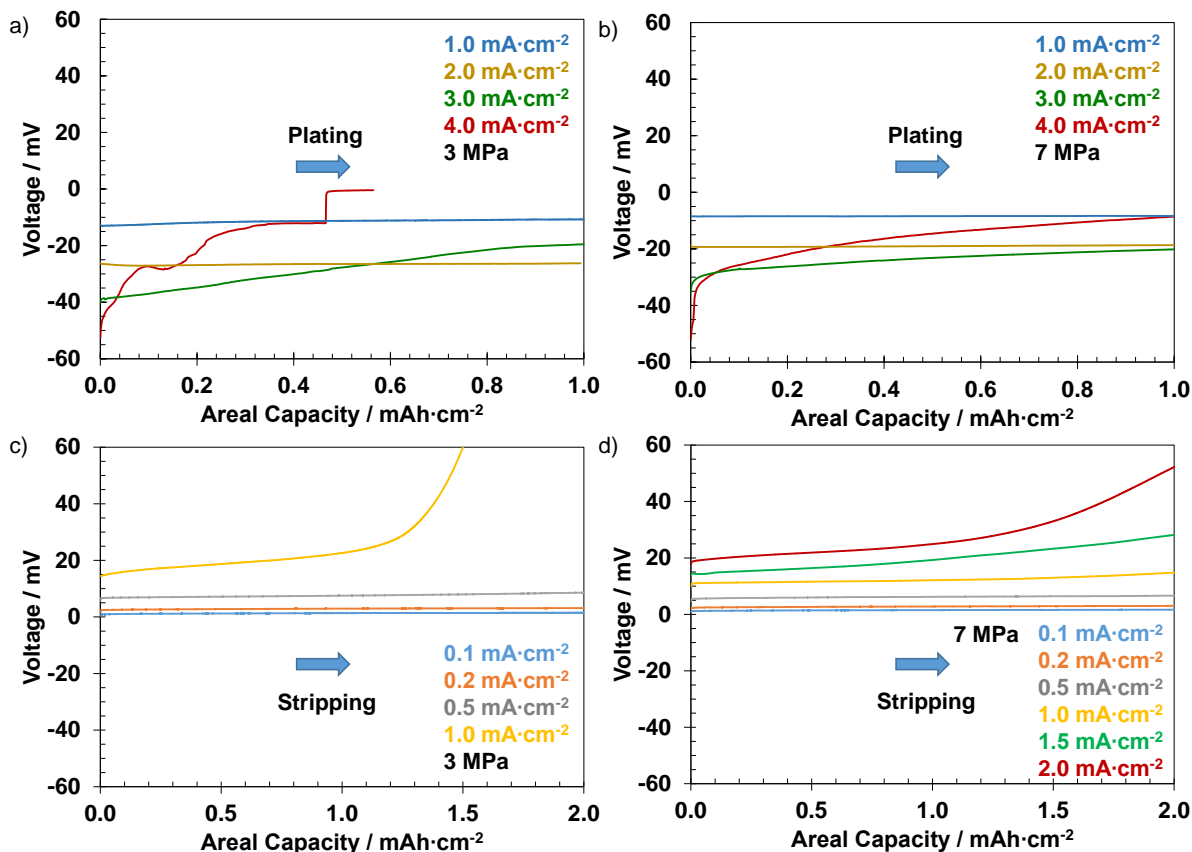 a)
60
40
20
0
-20
-40
-60
Voltage / mV
1.0 mA·cm-2
2.0 mA·cm-2
3.0 mA·cm-2
4.0 mA·cm-2
3 MPa
Plating
0.0 0.2 0.4 0.6 0.8 1.0
Areal Capacity / mAh·cm-2
b)
60
40
20
0
-20
-40
-60
Voltage / mV
1.0 mA·cm-2
2.0 mA·cm-2
3.0 mA·cm-2
4.0 mA·cm-2
7 MPa
Plating
0.0 0.2 0.4 0.6 0.8 1.0
Areal Capacity / mAh·cm-2
c)
60
40
20
0
-20
-40
-60
Voltage / mV
0.1 mA·cm-2
0.2 mA·cm-2
0.5 mA·cm-2
1.0 mA·cm-2
3 MPa
Stripping
0.0 0.5 1.0 1.5 2.0
Areal Capacity / mAh·cm-2
d)
60
40
20
0
-20
-40
-60
Voltage / mV
7 MPa
0.1 mA·cm-2
0.2 mA·cm-2
0.5 mA·cm-2
1.0 mA·cm-2
1.5 mA·cm-2
2.0 mA·cm-2
Stripping
0.0 0.5 1.0 1.5 2.0
Areal Capacity / mAh·cm-2